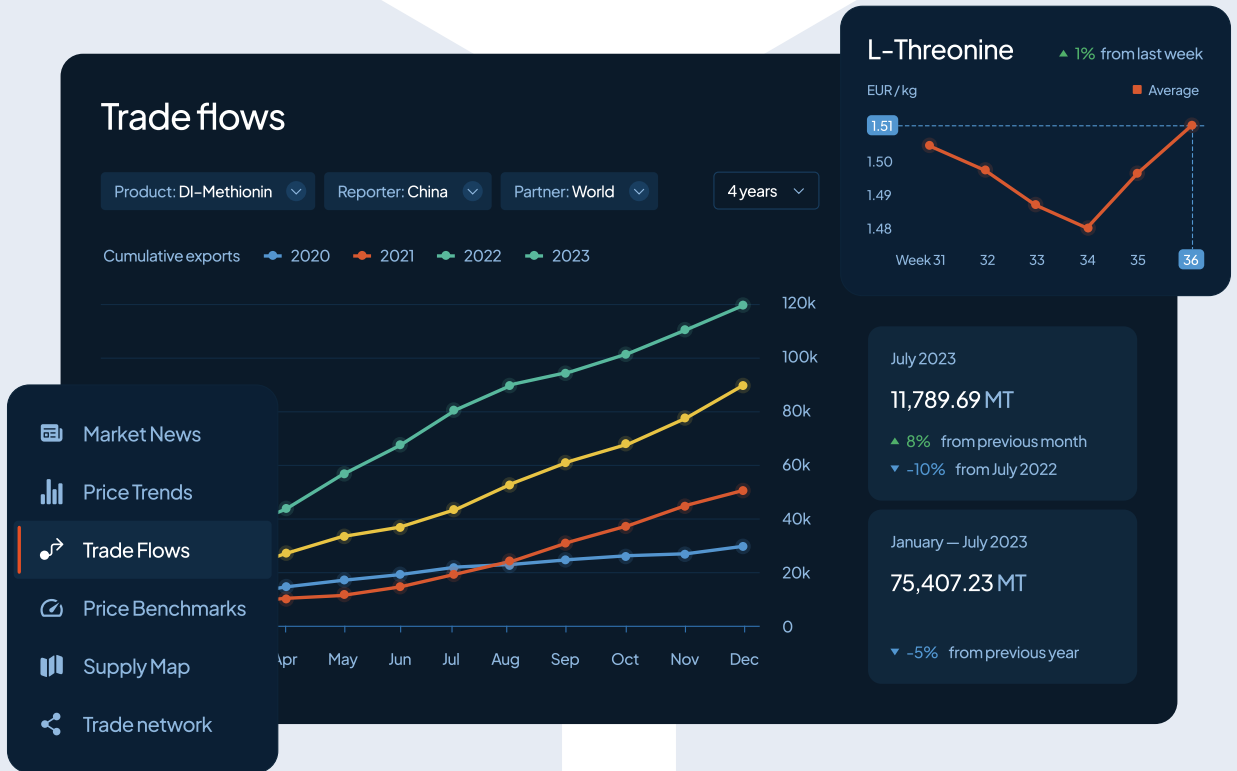 Trade flows
Product: Dl-Methionin
Reporter: China
Partner: World
4 years
Cumulative exports
2020
2021
2022
2023
120k
100k
80k
60k
40k
20k
0
Apr
May
Jun
Jul
Aug
Sep
Oct
Nov
Dec
Market News
Price Trends
Trade Flows
Price Benchmarks
Supply Map
Trade network
L-Threonine
1% from last week
EUR / kg
Average
1.51
1.50
1.49
1.48
Week 31
32
33
34
35
36
July 2023
11,789.69 MT
8% from previous month
-10% from July 2022
January — July 2023
75,407.23 MT
-5% from previous year